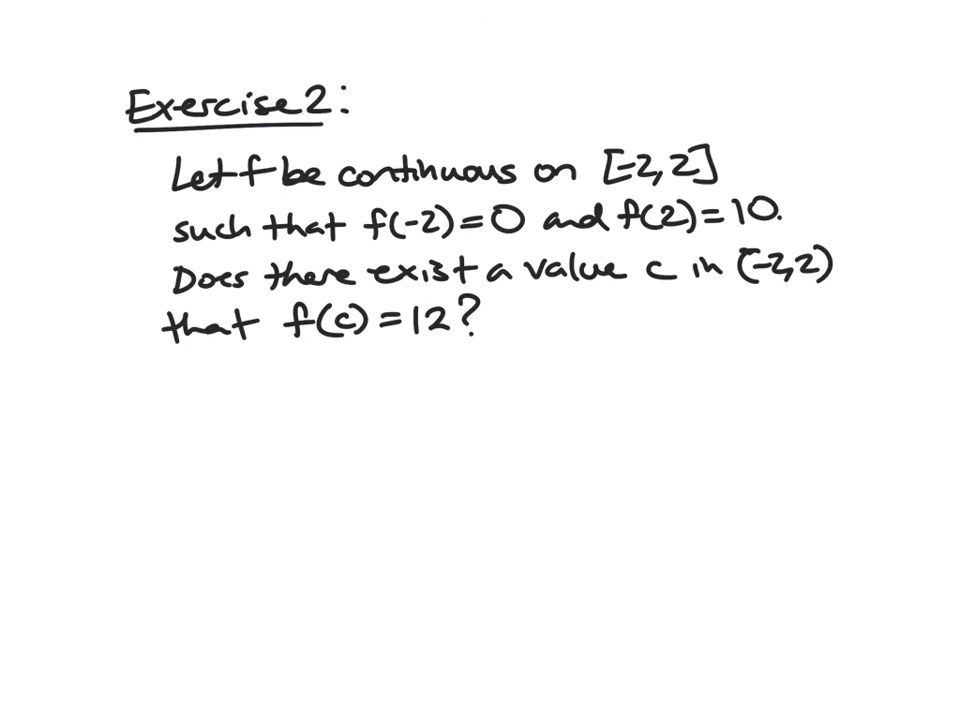 Exercise 2:
Let f be continuous on [-2, 2]
such that f(-2) = 0 and f(2) = 10.
Does there exist a value c in (-2, 2)
that f(c) = 12?